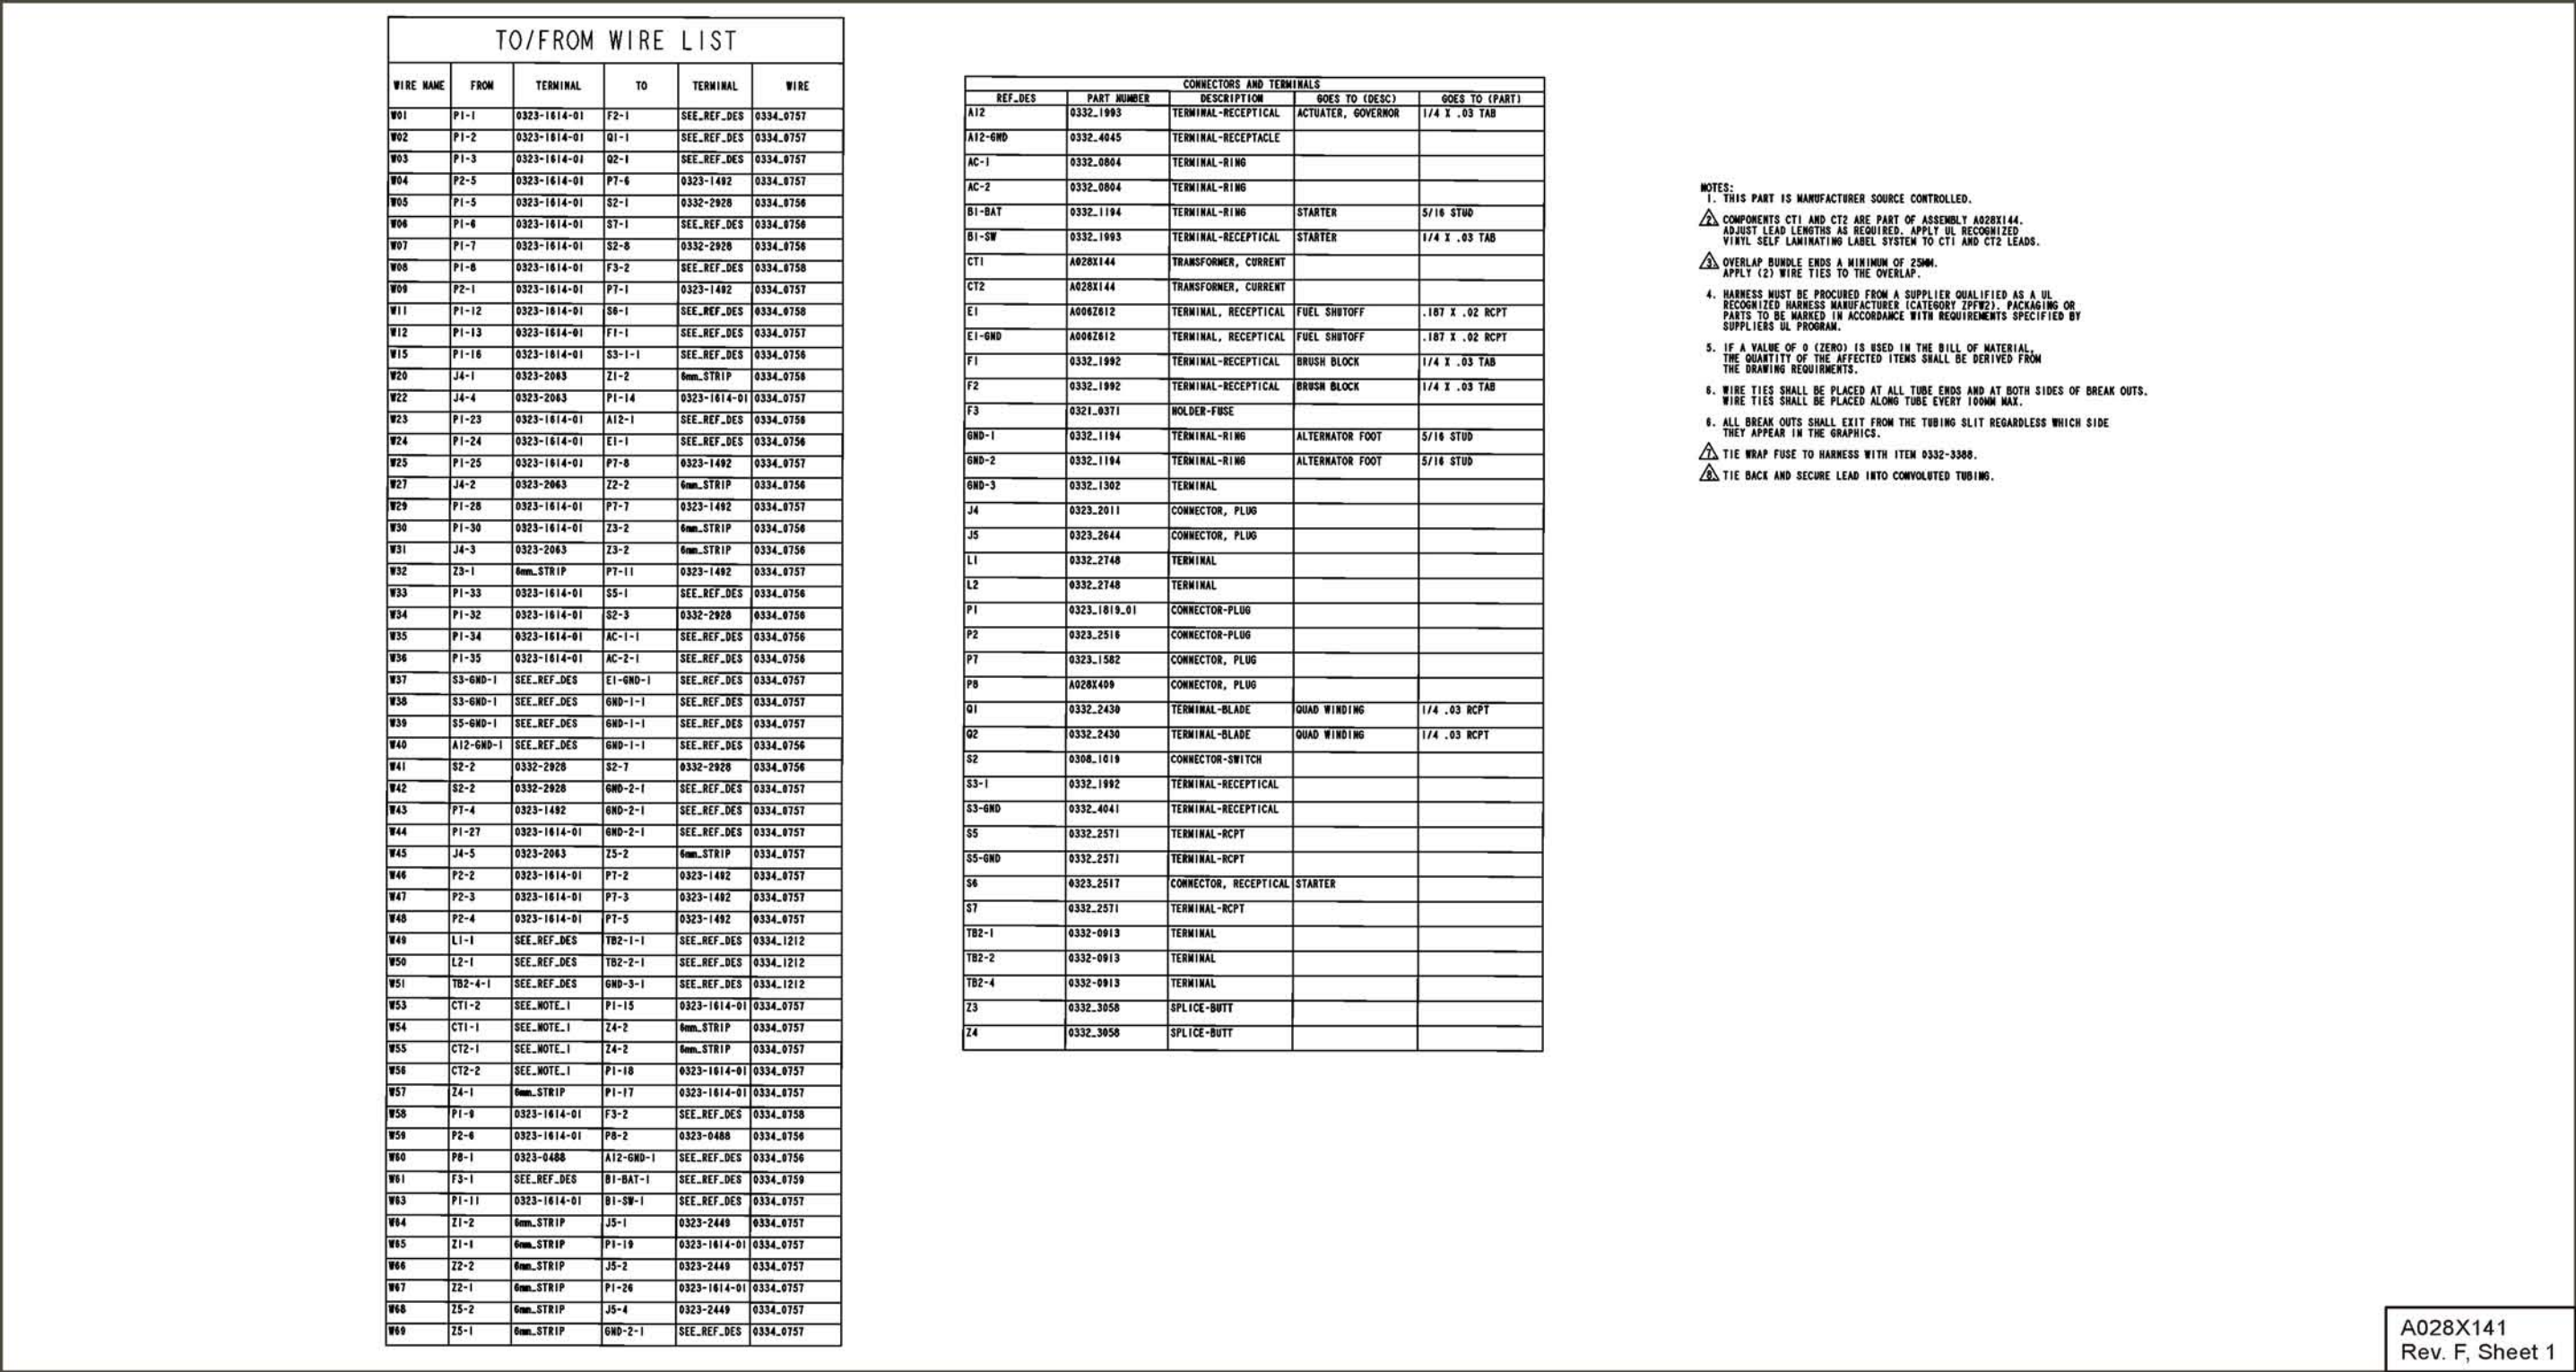 TO/FROM WIRE LIST
WIRE NAME FROM TERMINAL TO TERMINAL WIRE
W01 P1-1 0323-1614-01 F2-1 SEE_REF_DES 0334_0757
W02 P1-2 0323-1614-01 Q1-1 SEE_REF_DES 0334_0757
W03 P1-3 0323-1614-01 Q2-1 SEE_REF_DES 0334_0757
W04 P2-5 0323-1614-01 P7-6 0323-1492 0334_0757
W05 P1-5 0323-1614-01 S2-1 0332-2928 0334_0756
W06 P1-6 0323-1614-01 S7-1 SEE_REF_DES 0334_0756
W07 P1-7 0323-1614-01 S2-8 0332-2928 0334_0756
W08 P1-8 0323-1614-01 F3-2 SEE_REF_DES 0334_0758
W09 P2-1 0323-1614-01 P7-1 0323-1492 0334_0757
W11 P1-12 0323-1614-01 S6-1 SEE_REF_DES 0334_0758
W12 P1-13 0323-1614-01 F1-1 SEE_REF_DES 0334_0757
W15 P1-16 0323-1614-01 S3-1-1 SEE_REF_DES 0334_0756
W20 J4-1 0323-2063 Z1-2 6mm_STRIP 0334_0756
W22 J4-4 0323-2063 P1-14 0323-1614-01 0334_0757
W23 P1-23 0323-1614-01 A12-1 SEE_REF_DES 0334_0756
W24 P1-24 0323-1614-01 E1-1 SEE_REF_DES 0334_0756
W25 P1-25 0323-1614-01 P7-8 0323-1492 0334_0757
W27 J4-2 0323-2063 Z2-2 6mm_STRIP 0334_0756
W29 P1-28 0323-1614-01 P7-7 0323-1492 0334_0757
W30 P1-30 0323-1614-01 Z3-2 6mm_STRIP 0334_0756
W31 J4-3 0323-2063 Z3-2 6mm_STRIP 0334_0756
W32 Z3-1 6mm_STRIP P7-11 0323-1492 0334_0757
W33 P1-33 0323-1614-01 S5-1 SEE_REF_DES 0334_0756
W34 P1-32 0323-1614-01 S2-3 0332-2928 0334_0756
W35 P1-34 0323-1614-01 AC-1-1 SEE_REF_DES 0334_0756
W36 P1-35 0323-1614-01 AC-2-1 SEE_REF_DES 0334_0756
W37 S3-GND-1 SEE_REF_DES E1-GND-1 SEE_REF_DES 0334_0757
W38 S3-GND-1 SEE_REF_DES GND-1-1 SEE_REF_DES 0334_0757
W39 S5-GND-1 SEE_REF_DES GND-1-1 SEE_REF_DES 0334_0757
W40 A12-GND-1 SEE_REF_DES GND-1-1 SEE_REF_DES 0334_0756
W41 S2-2 0332-2928 S2-7 0332-2928 0334_0756
W42 S2-2 0332-2928 GND-2-1 SEE_REF_DES 0334_0757
W43 P7-4 0323-1492 GND-2-1 SEE_REF_DES 0334_0757
W44 P1-27 0323-1614-01 GND-2-1 SEE_REF_DES 0334_0757
W45 J4-5 0323-2063 Z5-2 6mm_STRIP 0334_0757
W46 P2-2 0323-1614-01 P7-2 0323-1492 0334_0757
W47 P2-3 0323-1614-01 P7-3 0323-1492 0334_0757
W48 P2-4 0323-1614-01 P7-5 0323-1492 0334_0757
W49 L1-1 SEE_REF_DES TB2-1-1 SEE_REF_DES 0334_1212
W50 L2-1 SEE_REF_DES TB2-2-1 SEE_REF_DES 0334_1212
W51 TB2-4-1 SEE_REF_DES GND-3-1 SEE_REF_DES 0334_1212
W53 CT1-2 SEE_NOTE_1 P1-15 0323-1614-01 0334_0757
W54 CT1-1 SEE_NOTE_1 Z4-2 6mm_STRIP 0334_0757
W55 CT2-1 SEE_NOTE_1 Z4-2 6mm_STRIP 0334_0757
W56 CT2-2 SEE_NOTE_1 P1-18 0323-1614-01 0334_0757
W57 Z4-1 6mm_STRIP P1-17 0323-1614-01 0334_0757
W58 P1-9 0323-1614-01 F3-2 SEE_REF_DES 0334_0758
W59 P2-6 0323-1614-01 P8-2 0323-0488 0334_0756
W60 P8-1 0323-0488 A12-GND-1 SEE_REF_DES 0334_0756
W61 F3-1 SEE_REF_DES B1-BAT-1 SEE_REF_DES 0334_0759
W63 P1-11 0323-1614-01 B1-SW-1 SEE_REF_DES 0334_0757
W64 Z1-2 6mm_STRIP J5-1 0323-2449 0334_0757
W65 Z1-1 6mm_STRIP P1-19 0323-1614-01 0334_0757
W66 Z2-2 6mm_STRIP J5-2 0323-2449 0334_0757
W67 Z2-1 6mm_STRIP P1-26 0323-1614-01 0334_0757
W68 Z5-2 6mm_STRIP J5-4 0323-2449 0334_0757
W69 Z5-1 6mm_STRIP GND-2-1 SEE_REF_DES 0334_0757
CONNECTORS AND TERMINALS
REF_DES PART NUMBER DESCRIPTION GOES TO (DESC) GOES TO (PART)
A12 0332_1993 TERMINAL-RECEPTICAL ACTUATER, GOVERNOR 1/4 X .03 TAB
A12-GND 0332_4045 TERMINAL-RECEPTACLE
AC-1 0332_0804 TERMINAL-RING
AC-2 0332_0804 TERMINAL-RING
B1-BAT 0332_1194 TERMINAL-RING STARTER 5/16 STUD
B1-SW 0332_1993 TERMINAL-RECEPTICAL STARTER 1/4 X .03 TAB
CT1 A028X144 TRANSFORMER, CURRENT
CT2 A028X144 TRANSFORMER, CURRENT
E1 A006Z612 TERMINAL, RECEPTICAL FUEL SHUTOFF .187 X .02 RCPT
E1-GND A006Z612 TERMINAL, RECEPTICAL FUEL SHUTOFF .187 X .02 RCPT
F1 0332_1992 TERMINAL-RECEPTICAL BRUSH BLOCK 1/4 X .03 TAB
F2 0332_1992 TERMINAL-RECEPTICAL BRUSH BLOCK 1/4 X .03 TAB
F3 0321_0371 HOLDER-FUSE
GND-1 0332_1194 TERMINAL-RING ALTERNATOR FOOT 5/16 STUD
GND-2 0332_1194 TERMINAL-RING ALTERNATOR FOOT 5/16 STUD
GND-3 0332_1302 TERMINAL
J4 0323_2011 CONNECTOR, PLUG
J5 0323_2644 CONNECTOR, PLUG
L1 0332_2748 TERMINAL
L2 0332_2748 TERMINAL
P1 0323_1819_01 CONNECTOR-PLUG
P2 0323_2516 CONNECTOR-PLUG
P7 0323_1582 CONNECTOR, PLUG
P8 A028X409 CONNECTOR, PLUG
Q1 0332_2430 TERMINAL-BLADE QUAD WINDING 1/4 .03 RCPT
Q2 0332_2430 TERMINAL-BLADE QUAD WINDING 1/4 .03 RCPT
S2 0308_1019 CONNECTOR-SWITCH
S3-1 0332_1992 TERMINAL-RECEPTICAL
S3-GND 0332_4041 TERMINAL-RECEPTICAL
S5 0332_2571 TERMINAL-RCPT
S5-GND 0332_2571 TERMINAL-RCPT
S6 0323_2517 CONNECTOR, RECEPTICAL STARTER
S7 0332_2571 TERMINAL-RCPT
TB2-1 0332-0913 TERMINAL
TB2-2 0332-0913 TERMINAL
TB2-4 0332-0913 TERMINAL
Z3 0332_3058 SPLICE-BUTT
Z4 0332_3058 SPLICE-BUTT
NOTES:
1. THIS PART IS MANUFACTURER SOURCE CONTROLLED.
2 COMPONENTS CT1 AND CT2 ARE PART OF ASSEMBLY A028X144.
ADJUST LEAD LENGTHS AS REQUIRED. APPLY UL RECOGNIZED
VINYL SELF LAMINATING LABEL SYSTEM TO CT1 AND CT2 LEADS.
3 OVERLAP BUNDLE ENDS A MINIMUM OF 25MM.
APPLY (2) WIRE TIES TO THE OVERLAP.
4. HARNESS MUST BE PROCURED FROM A SUPPLIER QUALIFIED AS A UL
RECOGNIZED HARNESS MANUFACTURER (CATEGORY ZPFW2). PACKAGING OR
PARTS TO BE MARKED IN ACCORDANCE WITH REQUIREMENTS SPECIFIED BY
SUPPLIERS UL PROGRAM.
5. IF A VALUE OF 0 (ZERO) IS USED IN THE BILL OF MATERIAL,
THE QUANTITY OF THE AFFECTED ITEMS SHALL BE DERIVED FROM
THE DRAWING REQUIRMENTS.
6. WIRE TIES SHALL BE PLACED AT ALL TUBE ENDS AND AT BOTH SIDES OF BREAK OUTS.
WIRE TIES SHALL BE PLACED ALONG TUBE EVERY 100MM MAX.
6. ALL BREAK OUTS SHALL EXIT FROM THE TUBING SLIT REGARDLESS WHICH SIDE
THEY APPEAR IN THE GRAPHICS.
7 TIE WRAP FUSE TO HARNESS WITH ITEM 0332-3388.
8 TIE BACK AND SECURE LEAD INTO CONVOLUTED TUBING.
A028X141
Rev. F, Sheet 1